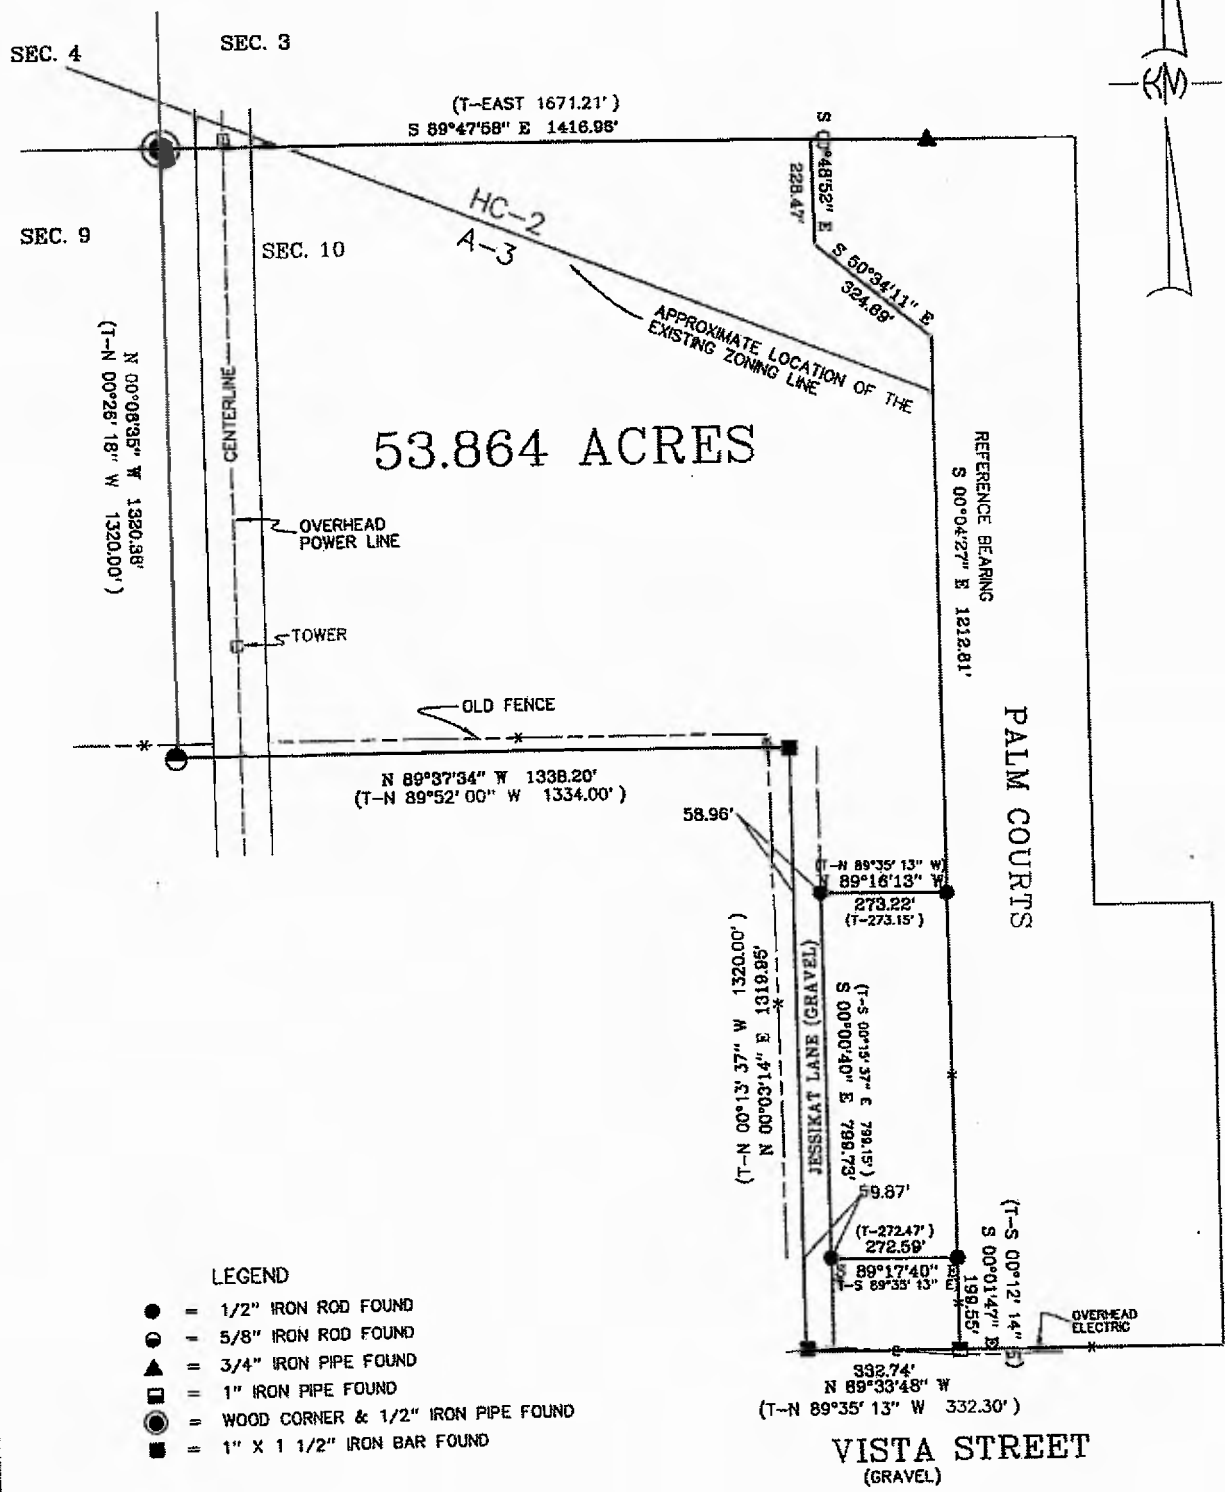 SEC. 4
SEC. 3
(T-EAST 1671.21')
S 89°47'58" E 1416.95'
S 0°48'52" E
228.47'
S 50°34'11" E
324.69'
SEC. 9
SEC. 10
HC-2
A-3
APPROXIMATE LOCATION OF THE
EXISTING ZONING LINE
N 00°08'35" W 1320.38'
(T-N 00°26' 18" W 1320.00')
CENTERLINE
53.864 ACRES
REFERENCE BEARING
S 00°04'27" E 1212.81'
OVERHEAD
POWER LINE
TOWER
OLD FENCE
N 89°37'34" W 1338.20'
(T-N 89°52' 00" W 1334.00')
PALM COURTS
58.96'
(T-N 89°35' 13" W)
N 89°16'13" W
273.22'
(T-273.15')
JESSIKAT LANE (GRAVEL)
(T-S 00°15'37" E 799.15')
S 00°00'40" E 799.73'
N 00°03'14" E 1319.95'
(T-N 00°13' 37" W 1320.00')
59.87'
(T-272.47')
272.59'
S 89°17'40" E
T-S 89°35' 13" E
(T-S 00°12' 14" E)
S 00°01'47" E
199.55'
OVERHEAD
ELECTRIC
332.74'
N 89°33'48" W
(T-N 89°35' 13" W 332.30')
VISTA STREET
(GRAVEL)
LEGEND
= 1/2" IRON ROD FOUND
= 5/8" IRON ROD FOUND
= 3/4" IRON PIPE FOUND
= 1" IRON PIPE FOUND
= WOOD CORNER & 1/2" IRON PIPE FOUND
= 1" X 1 1/2" IRON BAR FOUND